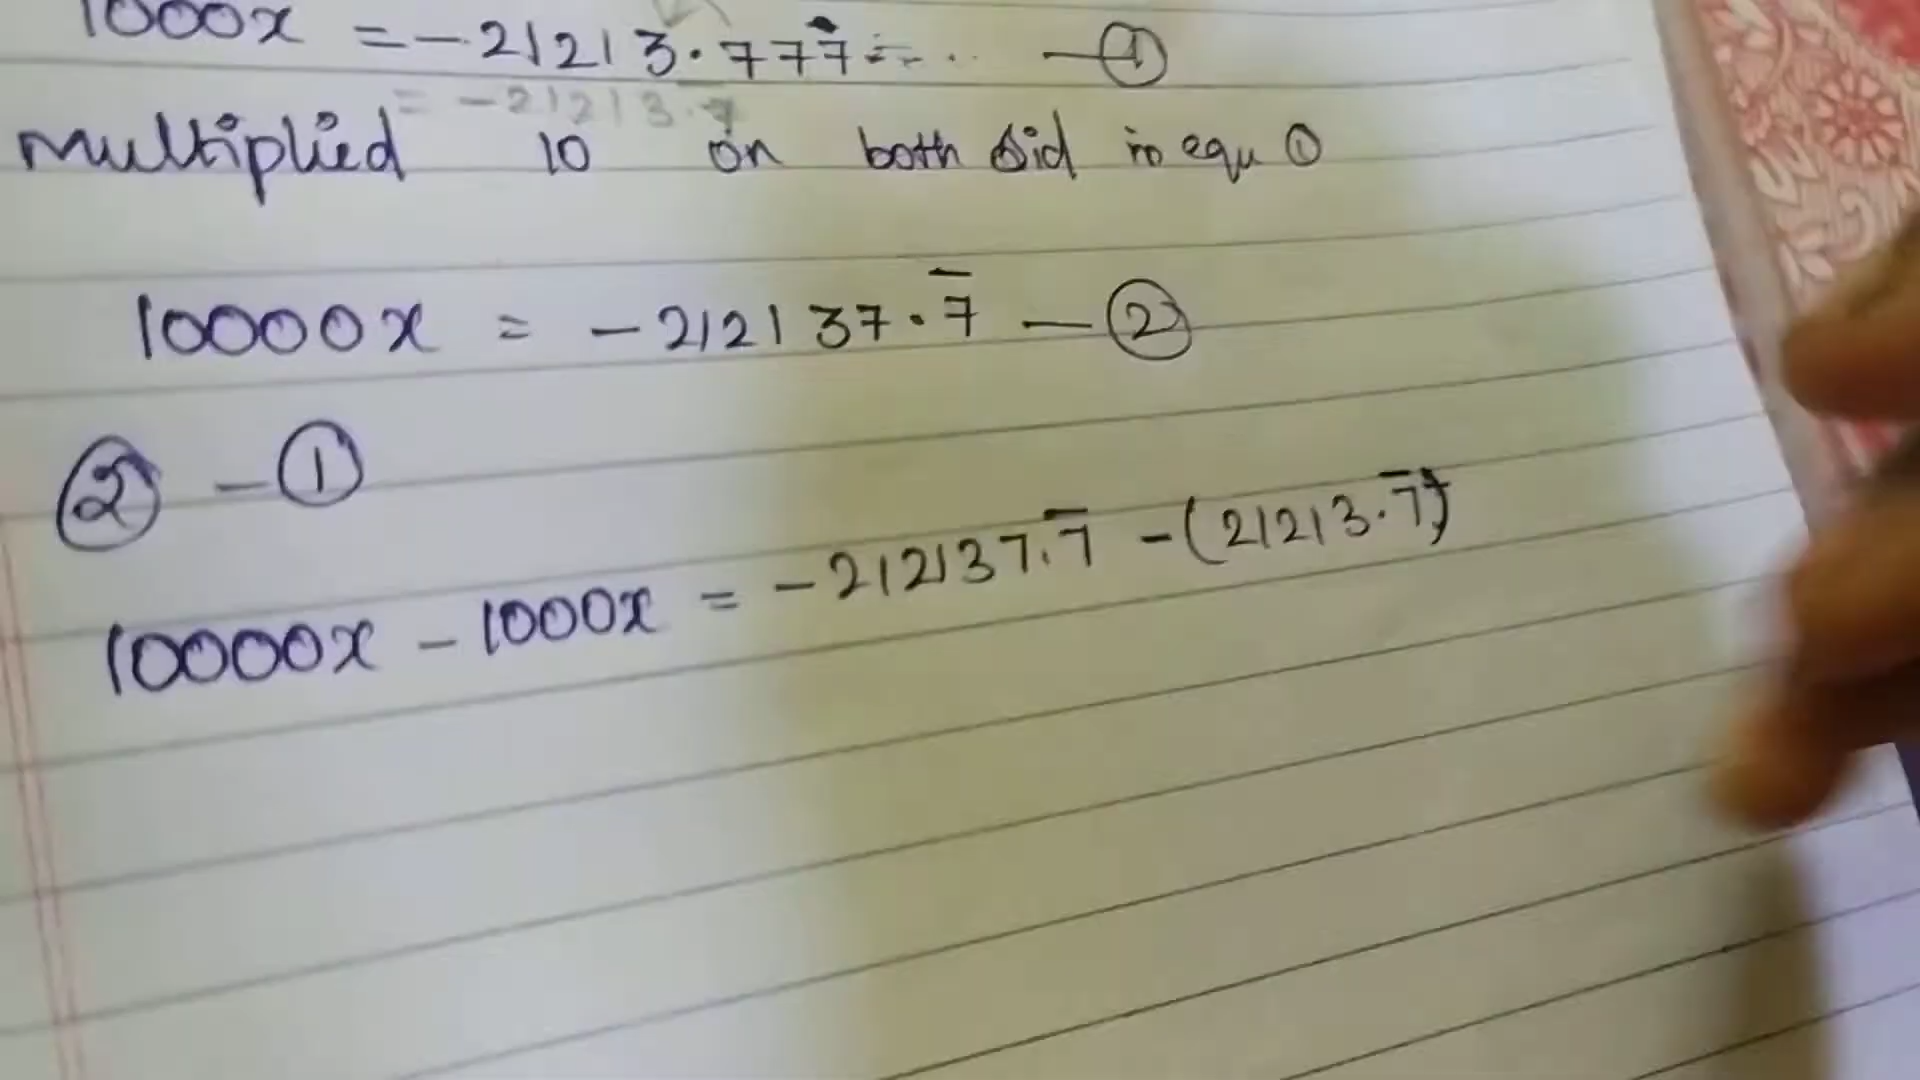 1000x = -21213.777̇ --.. — ①
= -21213.7
multiplied 10 on both sid in equ ①
10000x = -212137.7̅ — ②
② - ①
10000x - 1000x = -212137.7̅ - (21213.7̅)